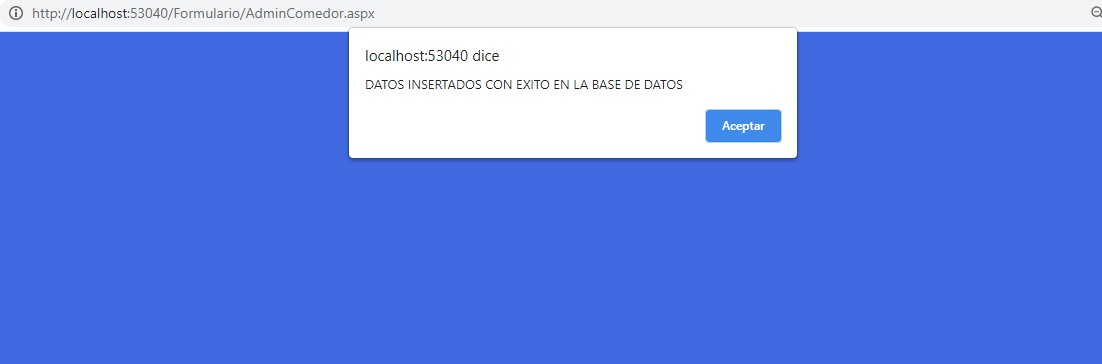 http://localhost:53040/Formulario/AdminComedor.aspx
localhost:53040 dice
DATOS INSERTADOS CON EXITO EN LA BASE DE DATOS
Aceptar